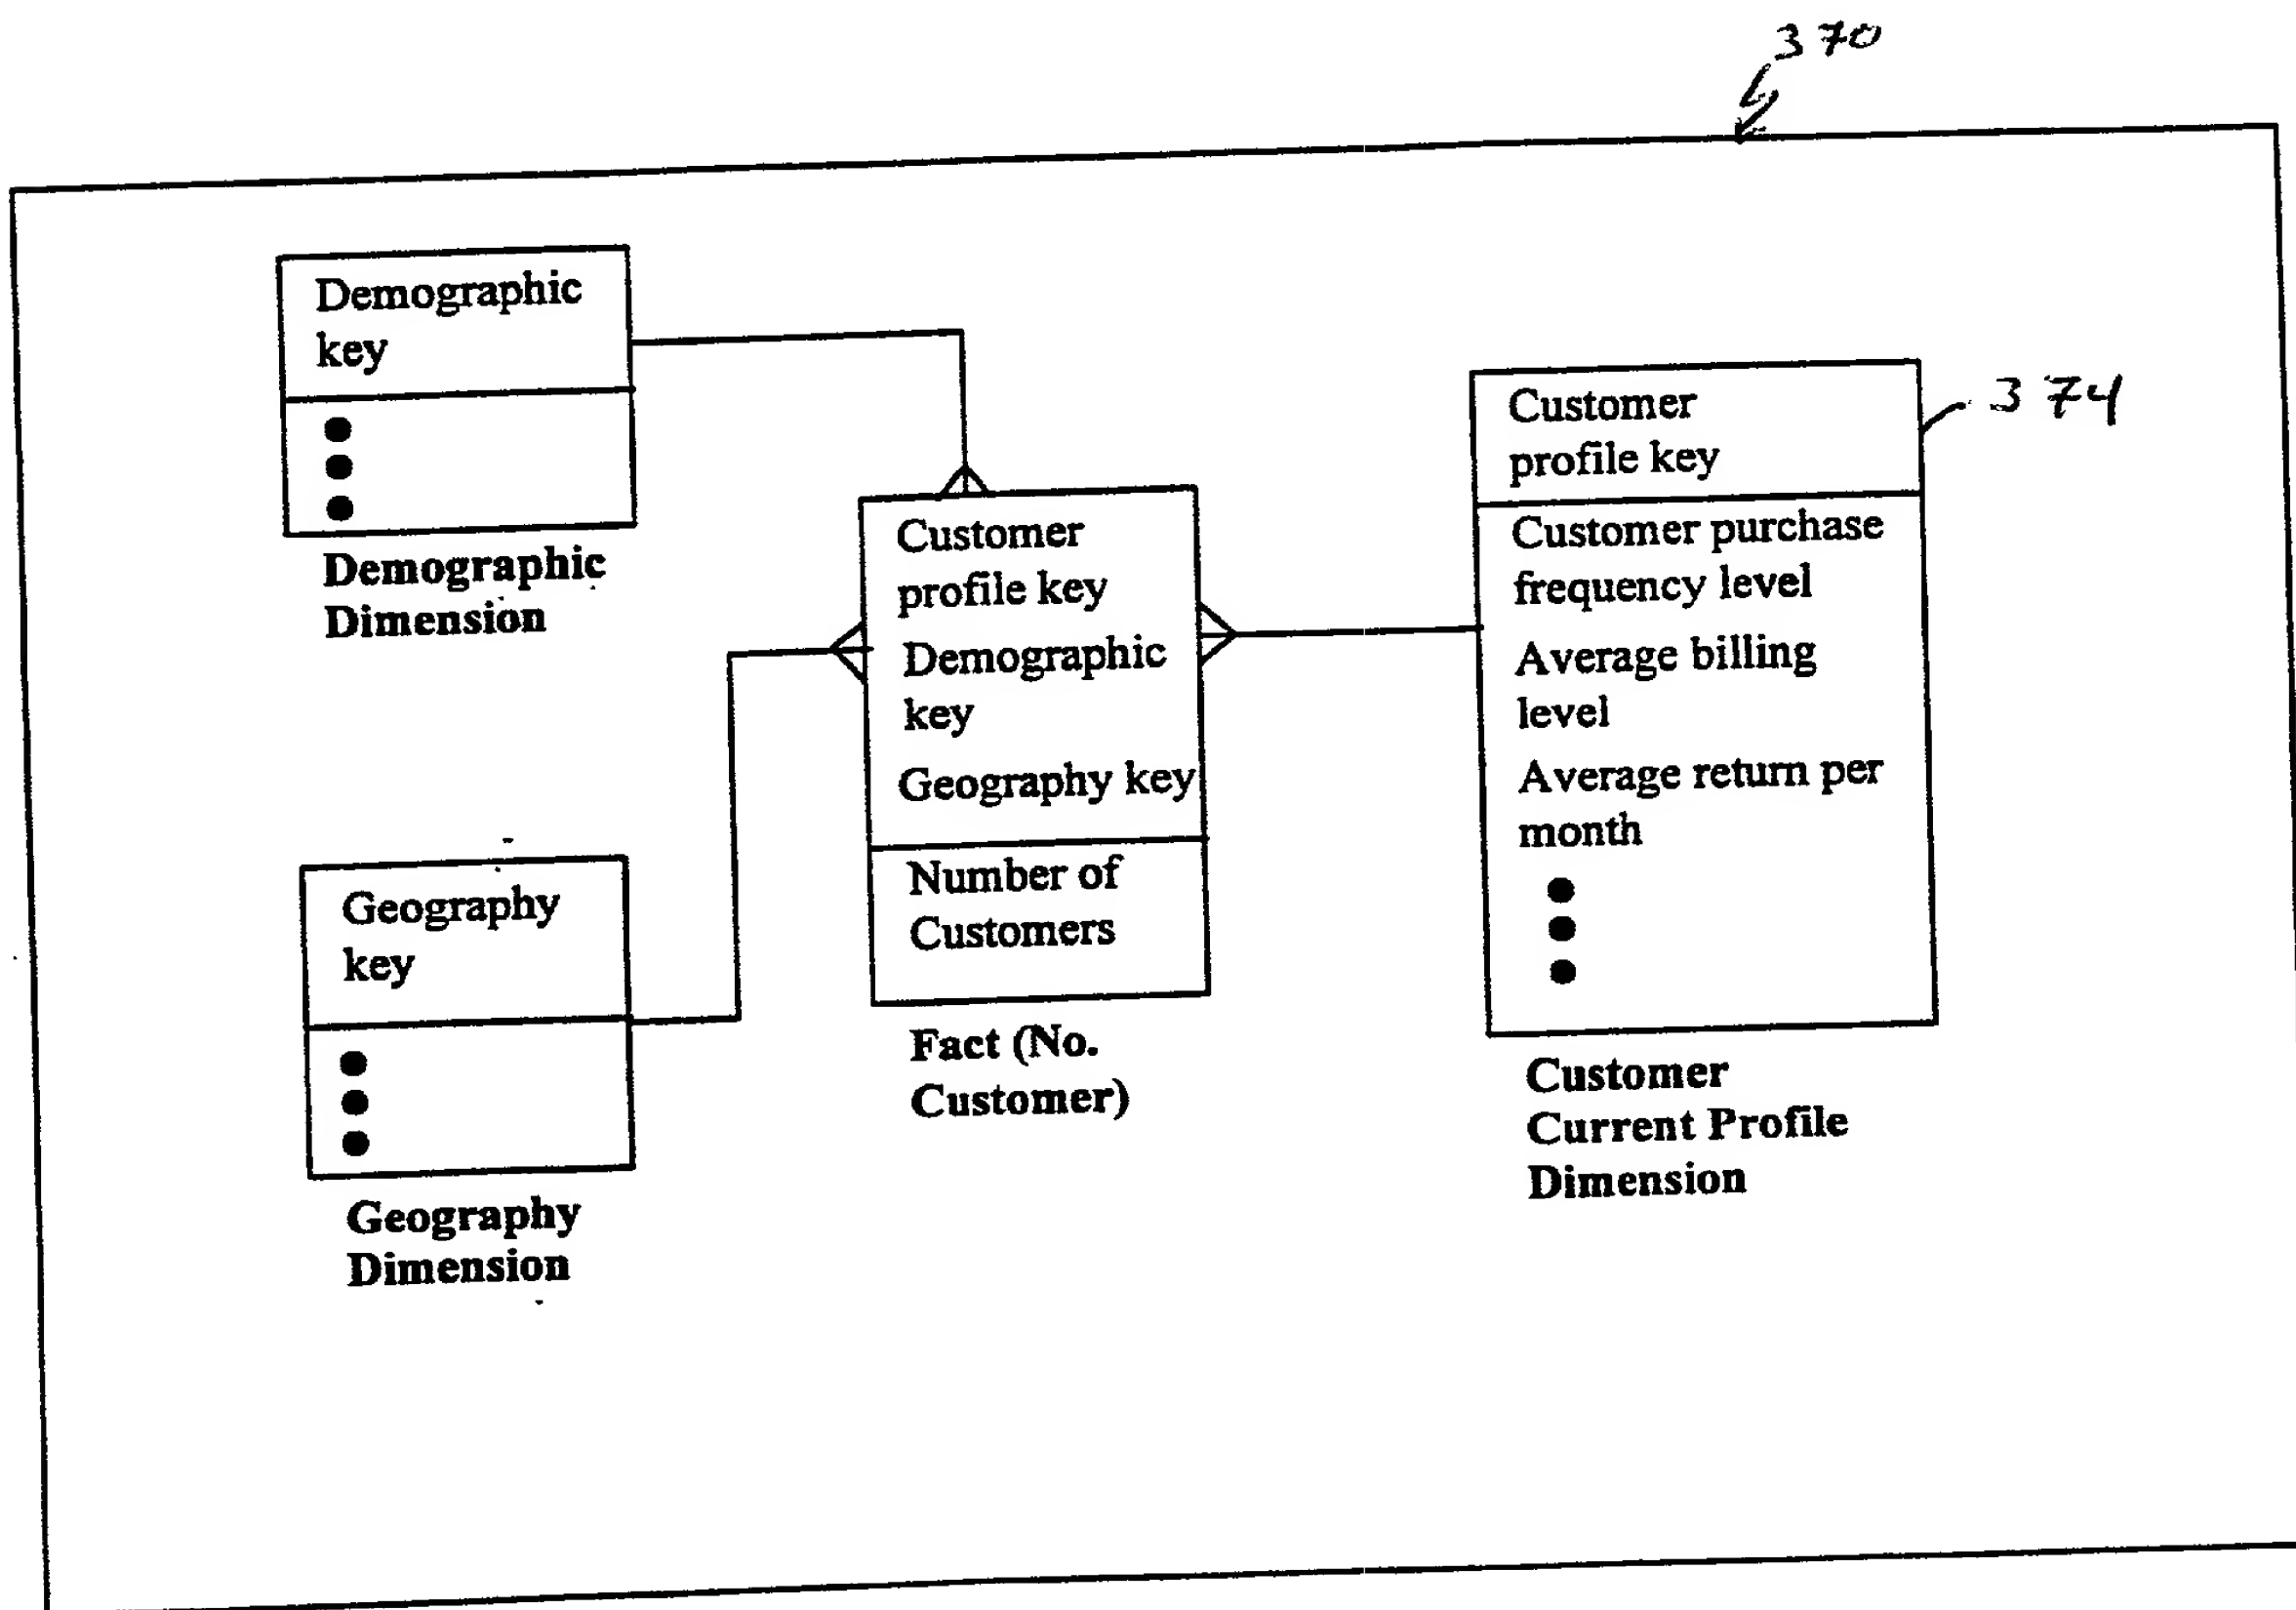 370
Demographic
key
Demographic
Dimension
Geography
key
Geography
Dimension
Customer
profile key
Demographic
key
Geography key
Number of
Customers
Fact (No.
Customer)
374
Customer
profile key
Customer purchase
frequency level
Average billing
level
Average return per
month
Customer
Current Profile
Dimension